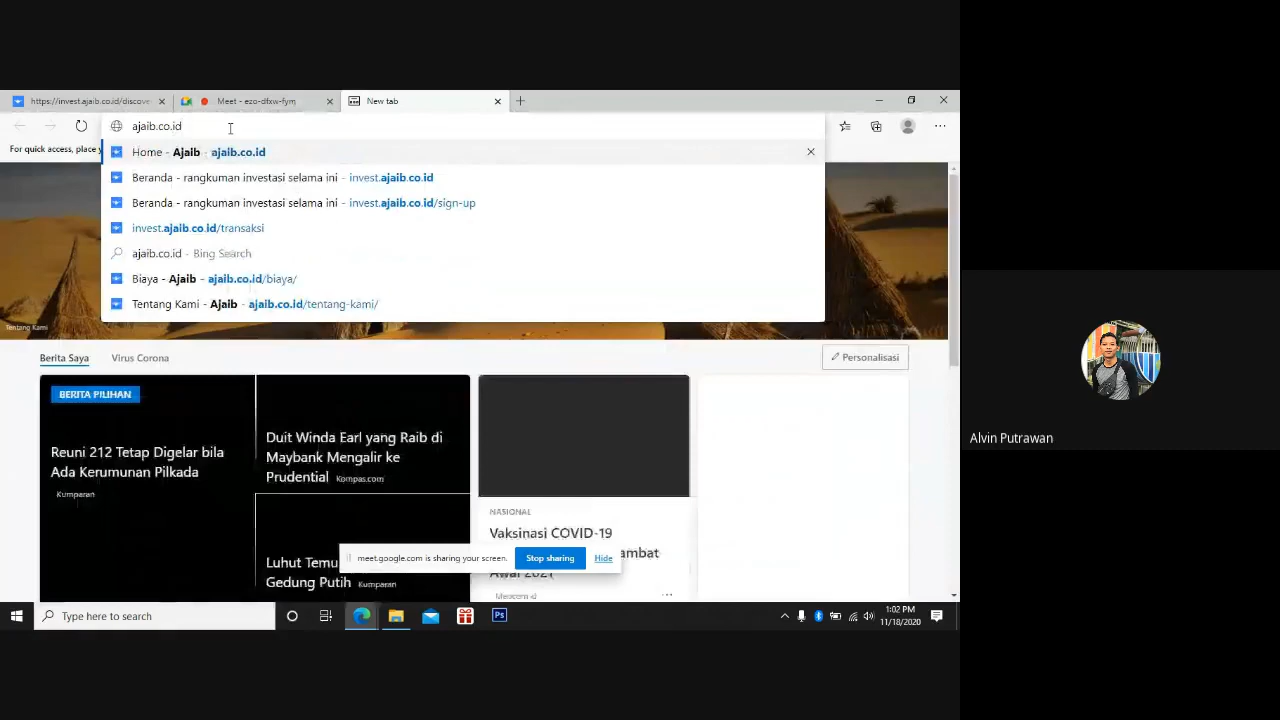 https://invest.ajaib.co.id/discove
Meet - ezo-dfxw-fym
New tab
ajaib.co.id
For quick access, place y
Home - Ajaib - ajaib.co.id
Beranda - rangkuman investasi selama ini - invest.ajaib.co.id
Beranda - rangkuman investasi selama ini - invest.ajaib.co.id/sign-up
invest.ajaib.co.id/transaksi
ajaib.co.id - Bing Search
Biaya - Ajaib - ajaib.co.id/biaya/
Tentang Kami - Ajaib - ajaib.co.id/tentang-kami/
Tentang Kami
Berita Saya
Virus Corona
Personalisasi
BERITA PILIHAN
Reuni 212 Tetap Digelar bila
Ada Kerumunan Pilkada
Kumparan
Duit Winda Earl yang Raib di
Maybank Mengalir ke
Prudential Kompas.com
Luhut Temu
Gedung Putih Kumparan
NASIONAL
Vaksinasi COVID-19
ambat
Awal 2021
meet.google.com is sharing your screen.
Stop sharing
Hide
Alvin Putrawan
Type here to search
Ps
1:02 PM
11/18/2020